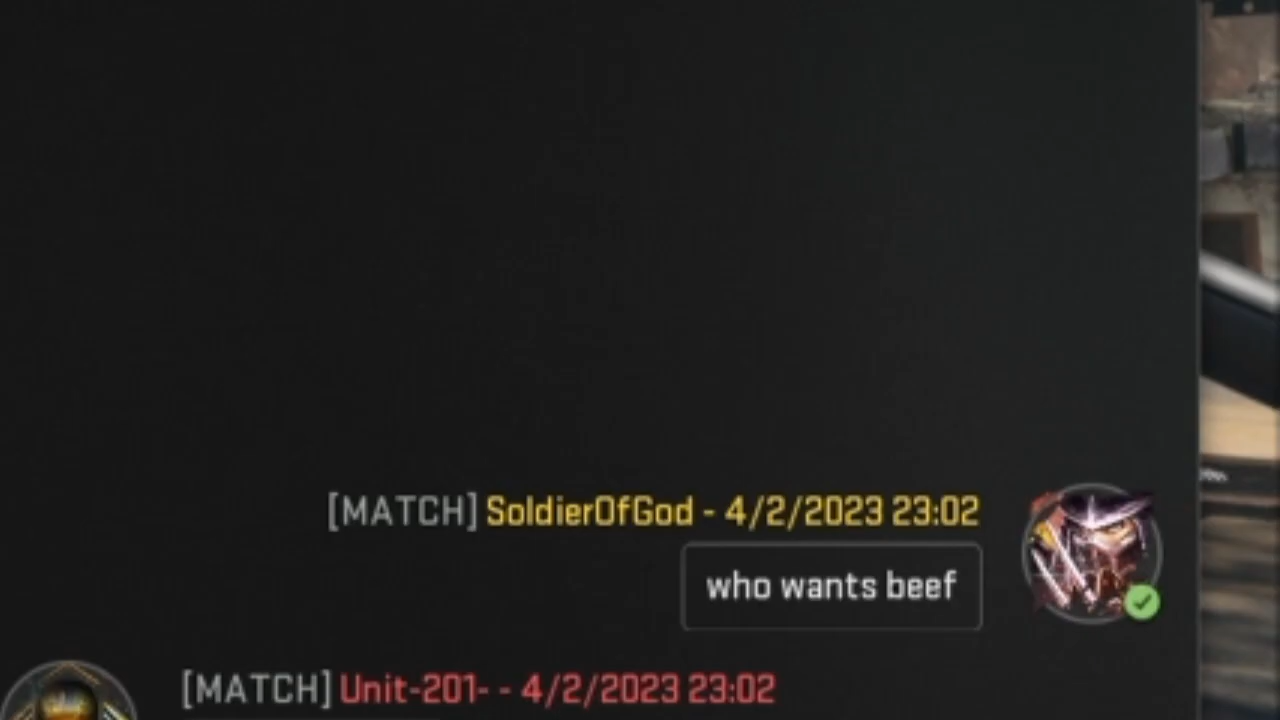 [MATCH] SoldierOfGod - 4/2/2023 23:02
who wants beef
[MATCH] Unit-201- - 4/2/2023 23:02